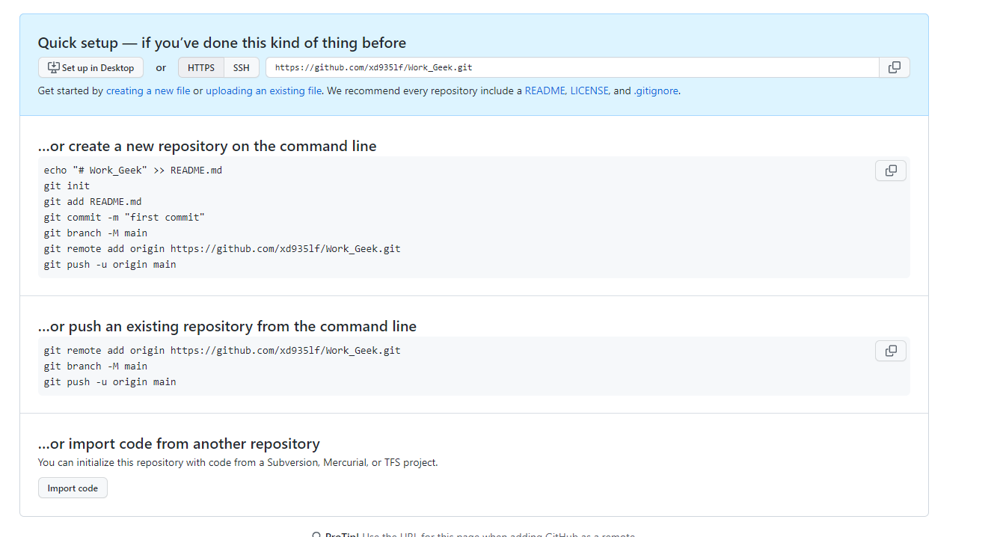 Quick setup — if you’ve done this kind of thing before
Set up in Desktop or HTTPS SSH https://github.com/xd935lf/Work_Geek.git
Get started by creating a new file or uploading an existing file. We recommend every repository include a README, LICENSE, and .gitignore.
…or create a new repository on the command line
echo "# Work_Geek" >> README.md
git init
git add README.md
git commit -m "first commit"
git branch -M main
git remote add origin https://github.com/xd935lf/Work_Geek.git
git push -u origin main
…or push an existing repository from the command line
git remote add origin https://github.com/xd935lf/Work_Geek.git
git branch -M main
git push -u origin main
…or import code from another repository
You can initialize this repository with code from a Subversion, Mercurial, or TFS project.
Import code
ProTip! Use the URL for this page when adding GitHub as a remote.